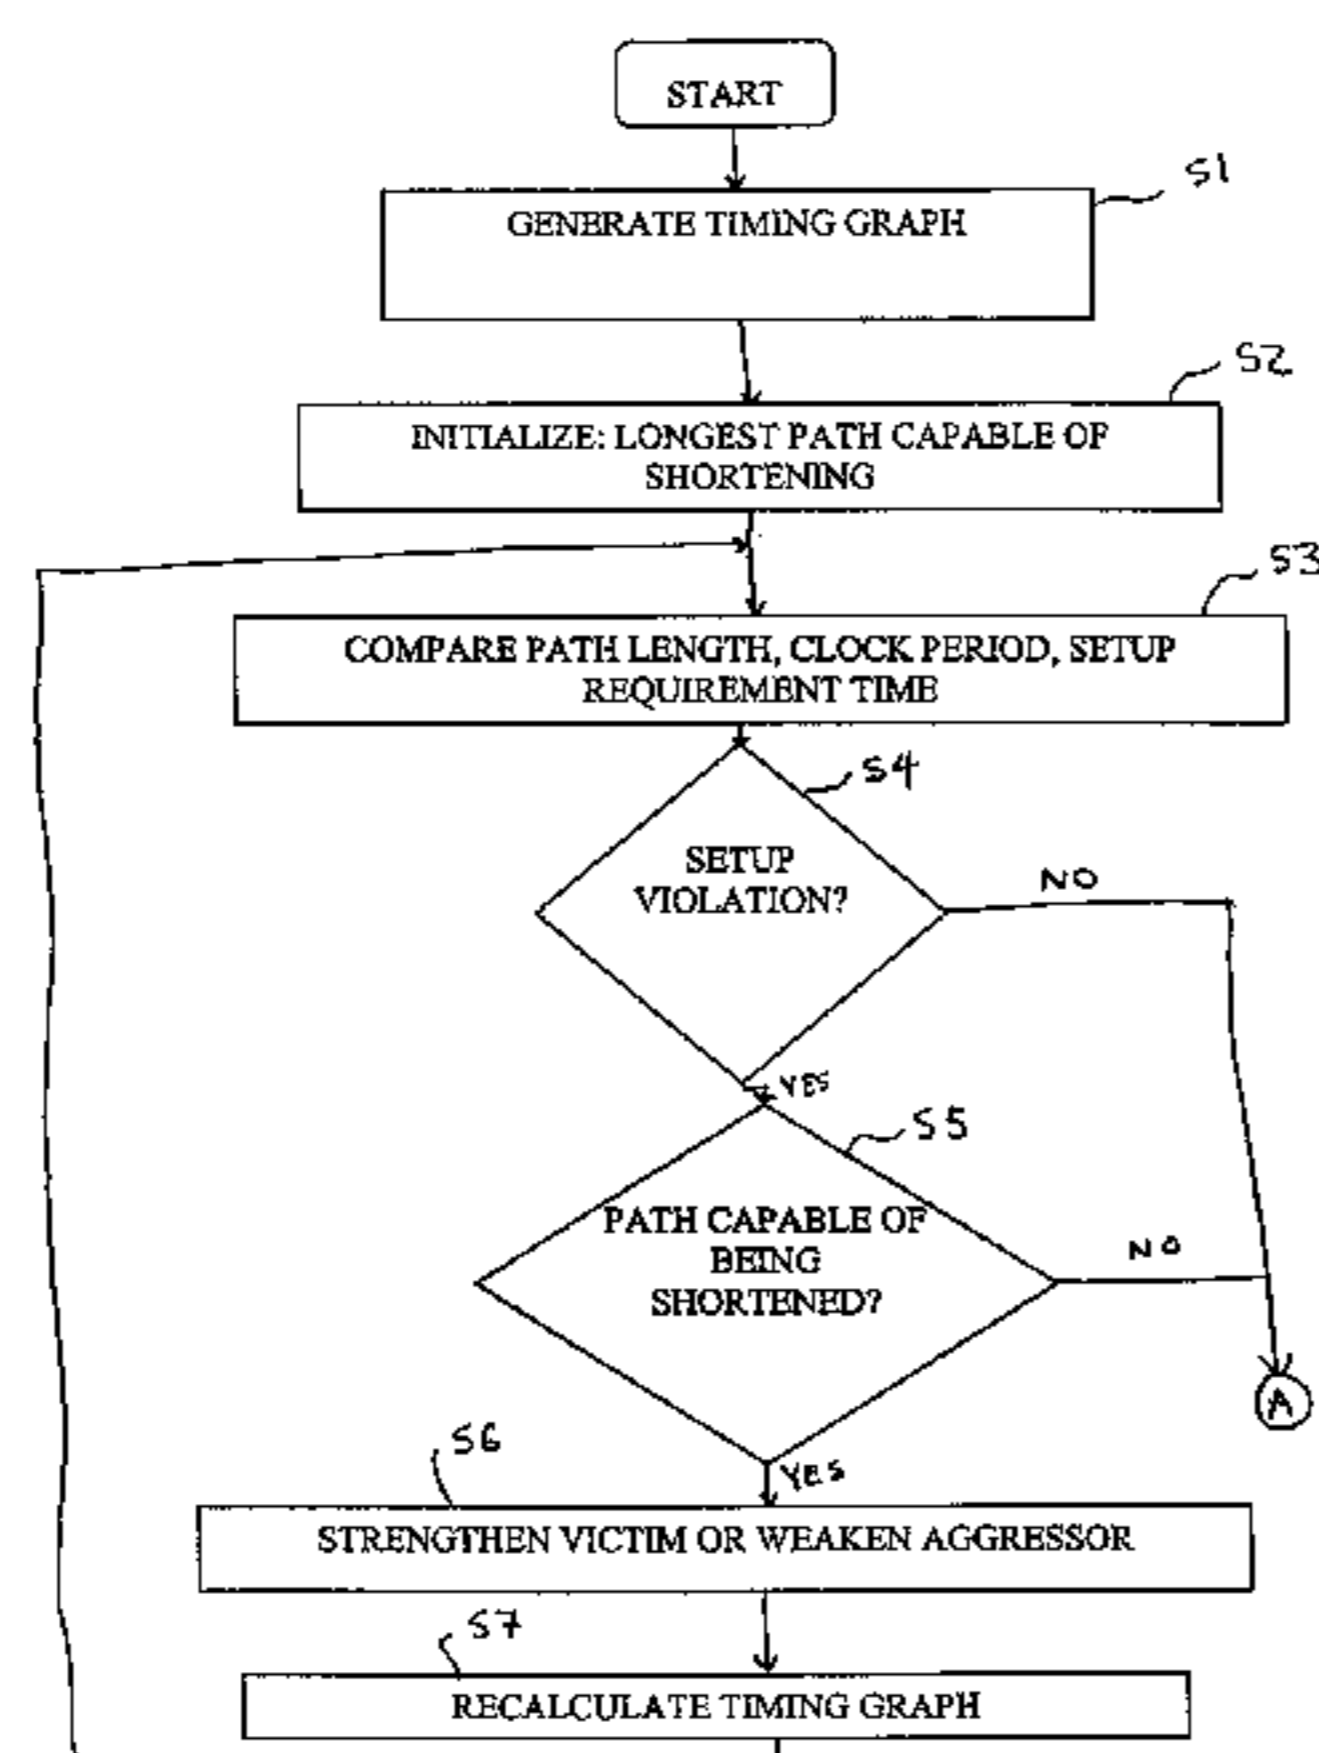 START
S1
GENERATE TIMING GRAPH
S2
INITIALIZE: LONGEST PATH CAPABLE OF
SHORTENING
S3
COMPARE PATH LENGTH, CLOCK PERIOD, SETUP
REQUIREMENT TIME
S4
SETUP
VIOLATION?
NO
YES
S5
PATH CAPABLE OF
BEING
SHORTENED?
NO
A
YES
S6
STRENGTHEN VICTIM OR WEAKEN AGGRESSOR
S7
RECALCULATE TIMING GRAPH